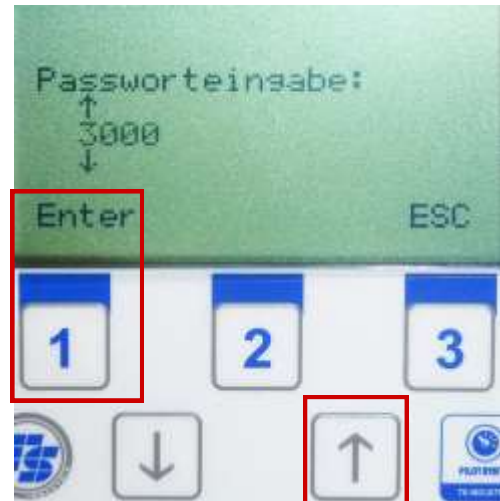 Passworteingabe:
↑
3000
↓
Enter ESC
1 2 3
↓ ↑